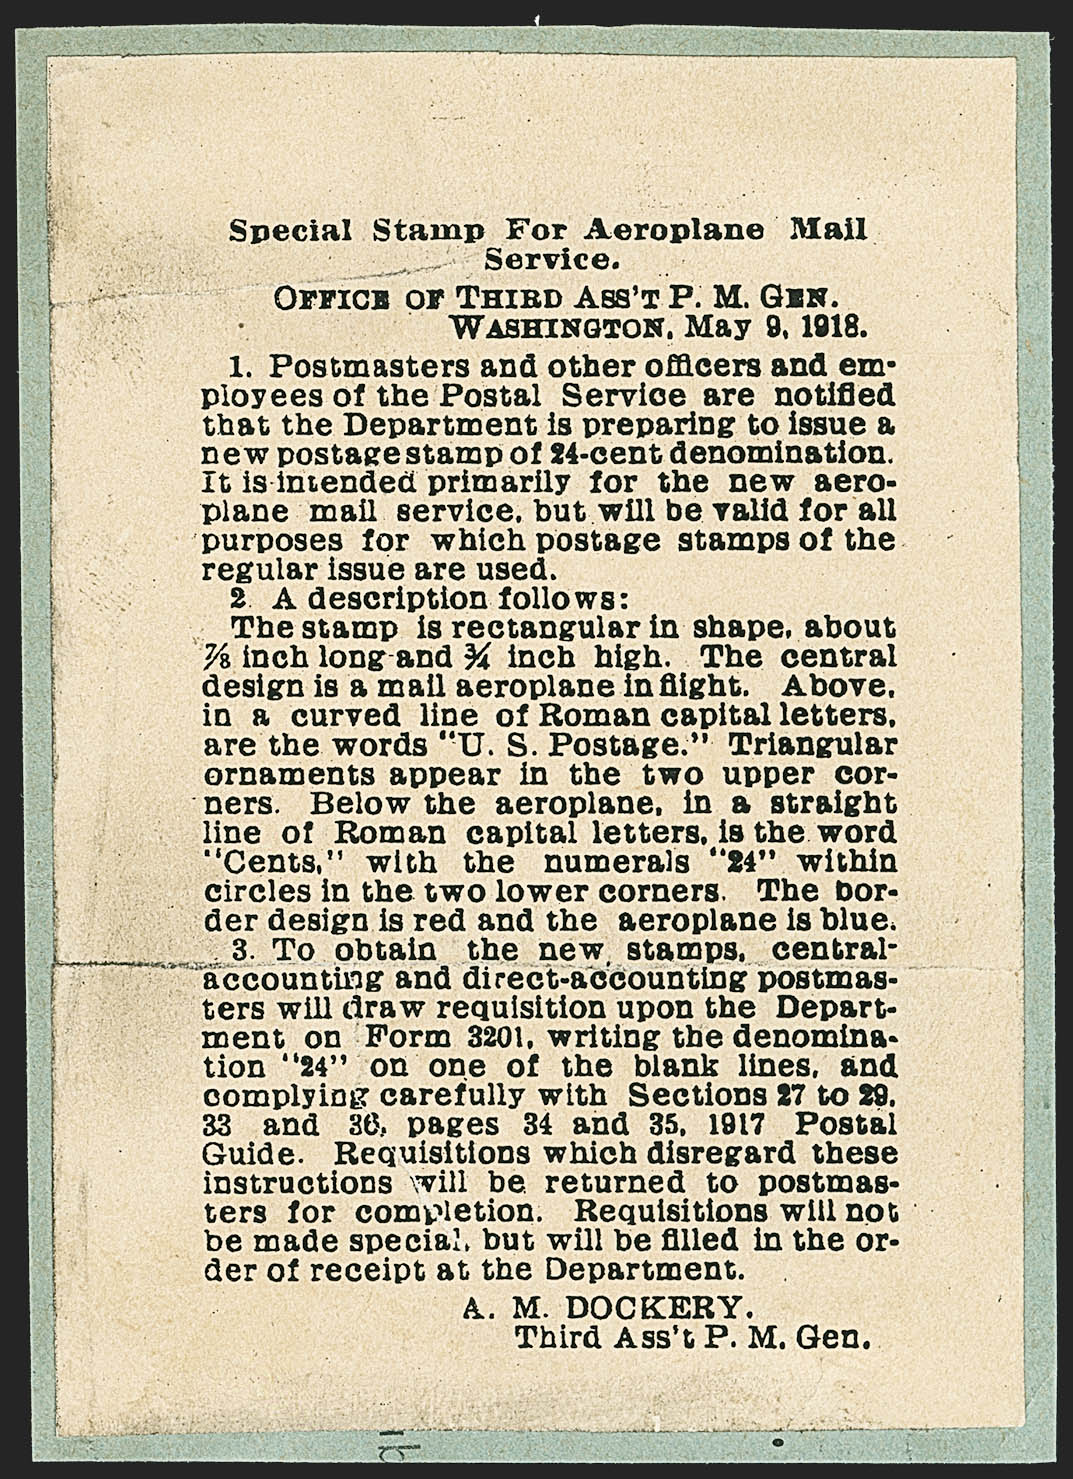 Special Stamp For Aeroplane Mail
Service.
OFFICE OF THIRD ASS'T P. M. GEN.
WASHINGTON, May 9, 1918.
1. Postmasters and other officers and em-
ployees of the Postal Service are notified
that the Department is preparing to issue a
new postage stamp of 24-cent denomination.
It is intended primarily for the new aero-
plane mail service, but will be valid for all
purposes for which postage stamps of the
regular issue are used.
2. A description follows:
The stamp is rectangular in shape, about
⅞ inch long and ¾ inch high. The central
design is a mail aeroplane in flight. Above,
in a curved line of Roman capital letters,
are the words "U. S. Postage." Triangular
ornaments appear in the two upper cor-
ners. Below the aeroplane, in a straight
line of Roman capital letters, is the word
"Cents," with the numerals "24" within
circles in the two lower corners. The bor-
der design is red and the aeroplane is blue.
3. To obtain the new stamps, central-
accounting and direct-accounting postmas-
ters will draw requisition upon the Depart-
ment on Form 3201, writing the denomina-
tion "24" on one of the blank lines, and
complying carefully with Sections 27 to 29,
33 and 36, pages 34 and 35, 1917 Postal
Guide. Requisitions which disregard these
instructions will be returned to postmas-
ters for completion. Requisitions will not
be made special, but will be filled in the or-
der of receipt at the Department.
A. M. DOCKERY.
Third Ass't P. M. Gen.